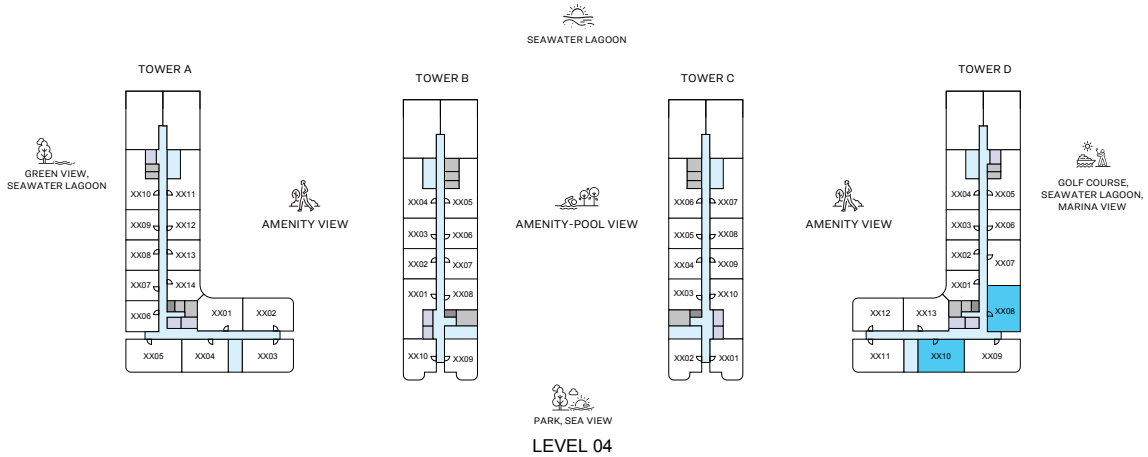 SEAWATER LAGOON
TOWER A
TOWER B
TOWER C
TOWER D
GREEN VIEW,
SEAWATER LAGOON
AMENITY VIEW
AMENITY-POOL VIEW
AMENITY VIEW
GOLF COURSE,
SEAWATER LAGOON,
MARINA VIEW
XX10 XX11
XX09 XX12
XX08 XX13
XX07 XX14
XX06 XX01 XX02
XX05 XX04 XX03
XX04 XX05
XX03 XX06
XX02 XX07
XX01 XX08
XX10 XX09
XX06 XX07
XX05 XX08
XX04 XX09
XX03 XX10
XX02 XX01
XX04 XX05
XX03 XX06
XX02 XX07
XX01
XX08
XX12 XX13
XX11 XX10 XX09
PARK, SEA VIEW
LEVEL 04